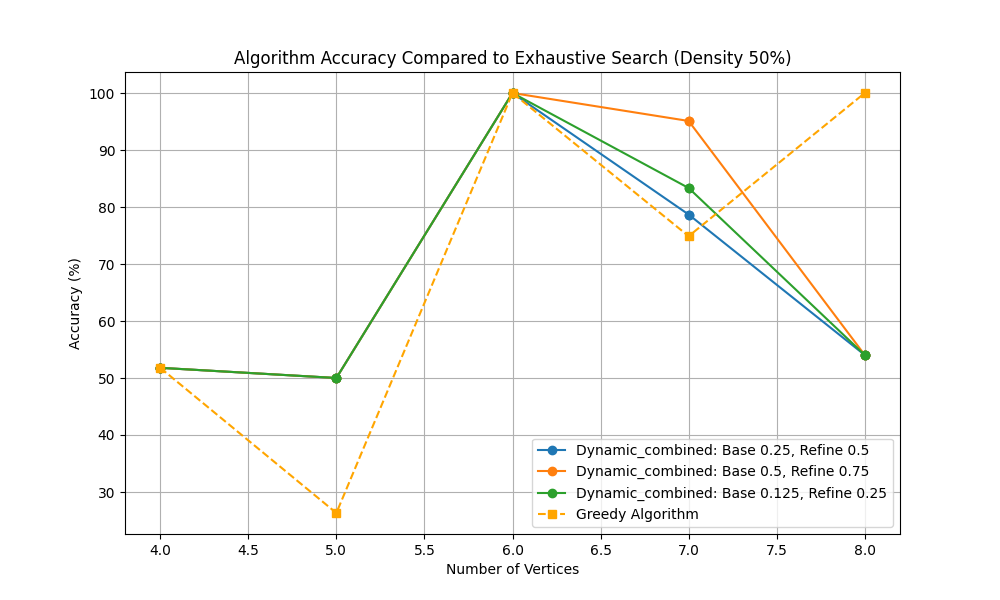 Algorithm Accuracy Compared to Exhaustive Search (Density 50%)
Accuracy (%)
100
90
80
70
60
50
40
30
4.0 4.5 5.0 5.5 6.0 6.5 7.0 7.5 8.0
Number of Vertices
Dynamic_combined: Base 0.25, Refine 0.5
Dynamic_combined: Base 0.5, Refine 0.75
Dynamic_combined: Base 0.125, Refine 0.25
Greedy Algorithm